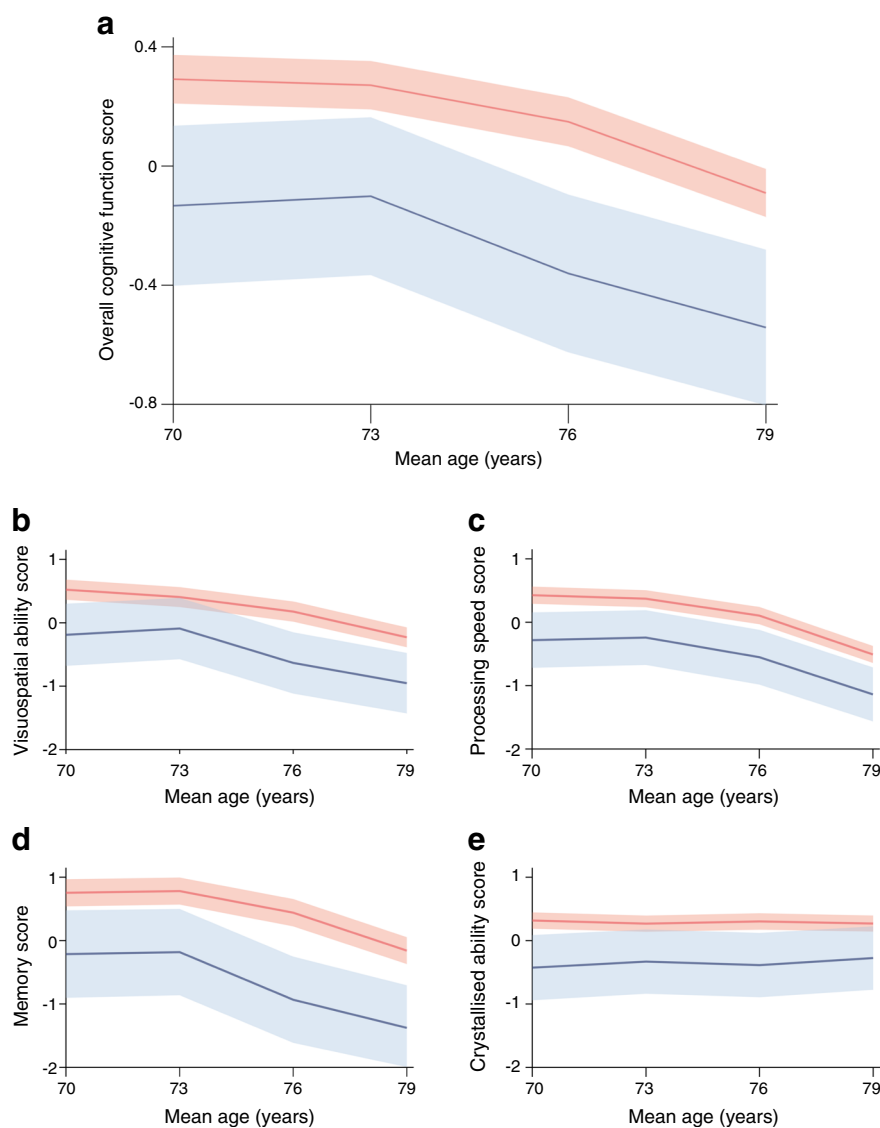 a
Overall cognitive function score
0.4
0
-0.4
-0.8
70 73 76 79
Mean age (years)
b
Visuospatial ability score
1
0
-1
-2
70 73 76 79
Mean age (years)
c
Processing speed score
1
0
-1
-2
70 73 76 79
Mean age (years)
d
Memory score
1
0
-1
-2
70 73 76 79
Mean age (years)
e
Crystallised ability score
1
0
-1
-2
70 73 76 79
Mean age (years)